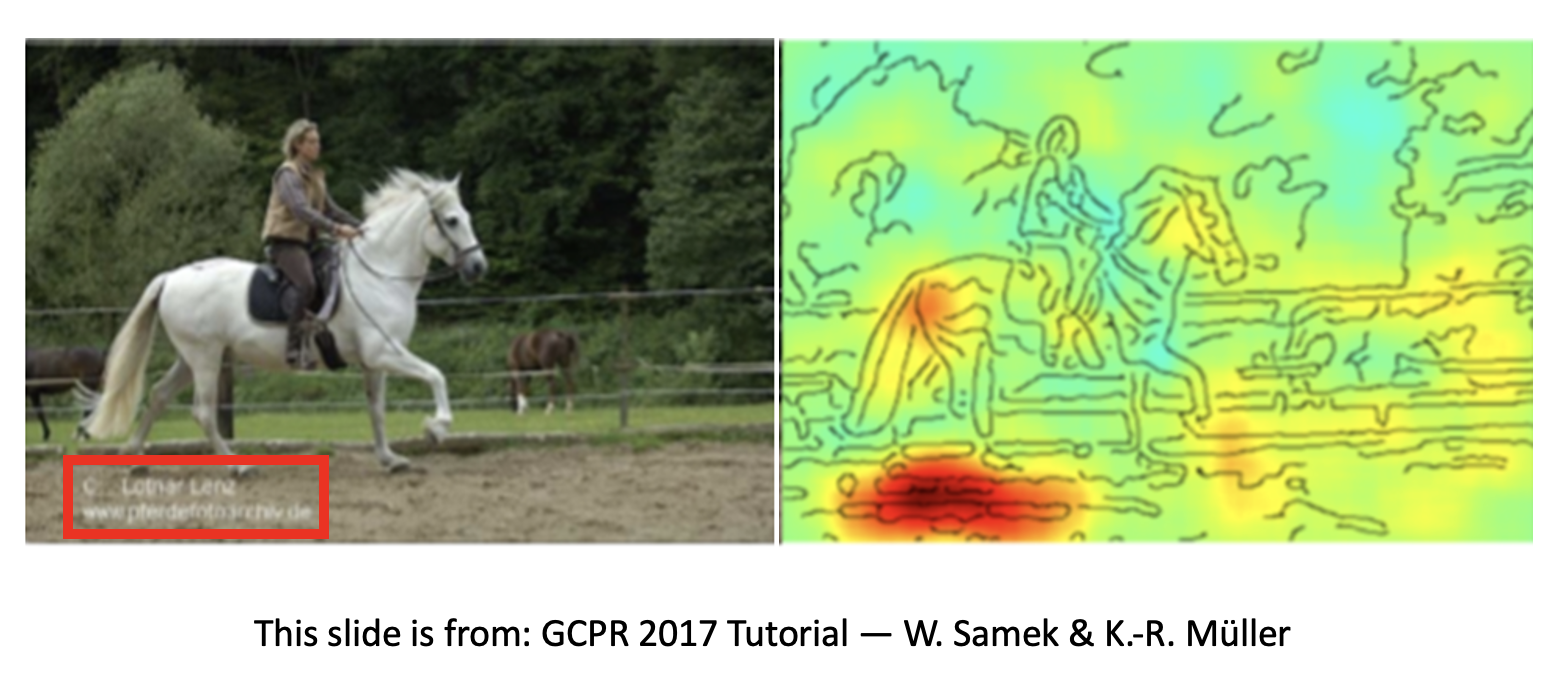 © Lothar Lenz
www.pferdefotoarchiv.de
This slide is from: GCPR 2017 Tutorial — W. Samek & K.-R. Müller